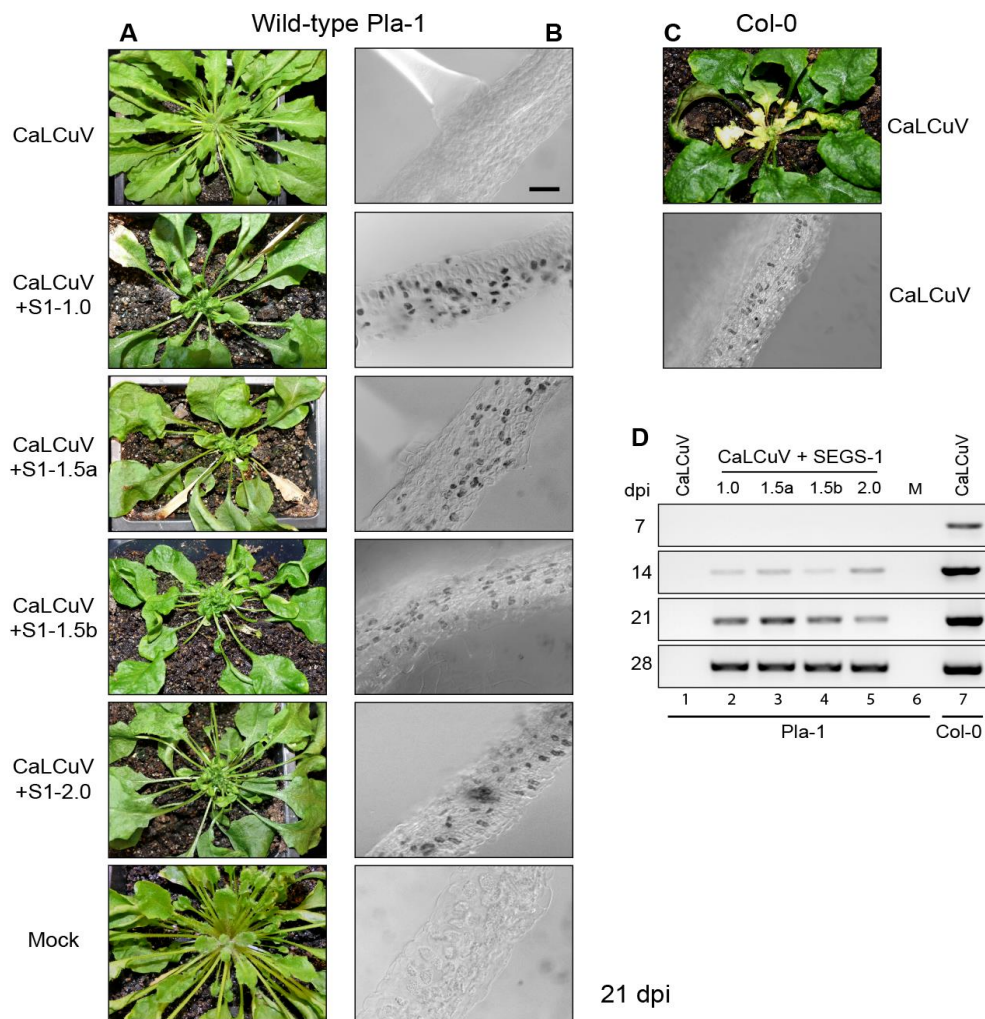 Wild-type Pla-1
Col-0
A
B
C
CaLCuV
CaLCuV
+S1-1.0
CaLCuV
+S1-1.5a
CaLCuV
+S1-1.5b
CaLCuV
+S1-2.0
Mock
CaLCuV
CaLCuV
D
CaLCuV + SEGS-1
dpi
CaLCuV
1.0 1.5a 1.5b 2.0
M
CaLCuV
7
14
21
28
1 2 3 4 5 6 7
Pla-1
Col-0
21 dpi